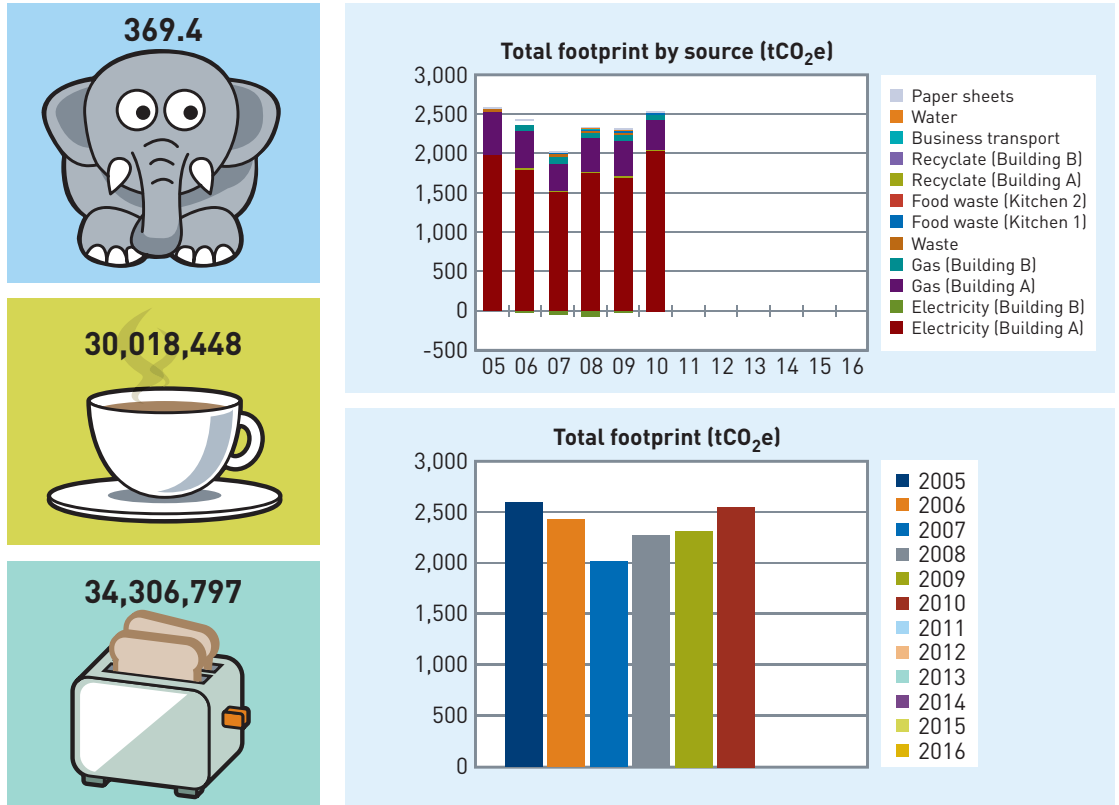 369.4
30,018,448
34,306,797
Total footprint by source (tCO2e)
3,000
2,500
2,000
1,500
1,000
500
0
-500
05 06 07 08 09 10 11 12 13 14 15 16
Paper sheets
Water
Business transport
Recyclate (Building B)
Recyclate (Building A)
Food waste (Kitchen 2)
Food waste (Kitchen 1)
Waste
Gas (Building B)
Gas (Building A)
Electricity (Building B)
Electricity (Building A)
Total footprint (tCO2e)
3,000
2,500
2,000
1,500
1,000
500
0
2005
2006
2007
2008
2009
2010
2011
2012
2013
2014
2015
2016